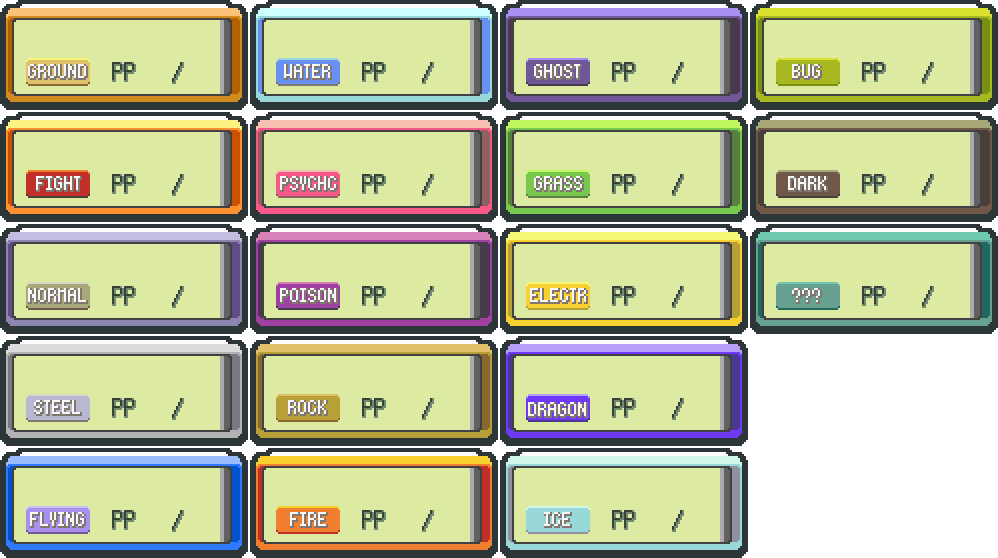 GROUND PP /
WATER PP /
GHOST PP /
BUG PP /
FIGHT PP /
PSYCHC PP /
GRASS PP /
DARK PP /
NORMAL PP /
POISON PP /
ELECTR PP /
??? PP /
STEEL PP /
ROCK PP /
DRAGON PP /
FLYING PP /
FIRE PP /
ICE PP /